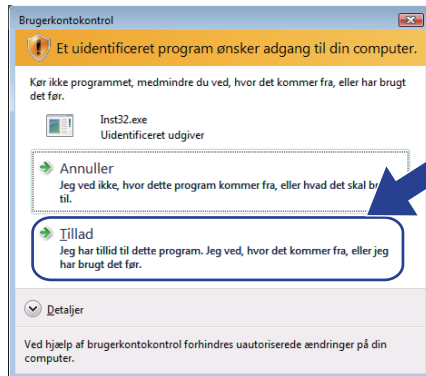 Brugerkontokontrol
Et uidentificeret program ønsker adgang til din computer.
Kør ikke programmet, medmindre du ved, hvor det kommer fra, eller har brugt
det før.
Inst32.exe
Uidentificeret udgiver
Annuller
Jeg ved ikke, hvor dette program kommer fra, eller hvad det skal
til.
Tillad
Jeg har tillid til dette program. Jeg ved, hvor det kommer fra, eller jeg
har brugt det før.
Detaljer
Ved hjælp af brugerkontokontrol forhindres uautoriserede ændringer på din
computer.